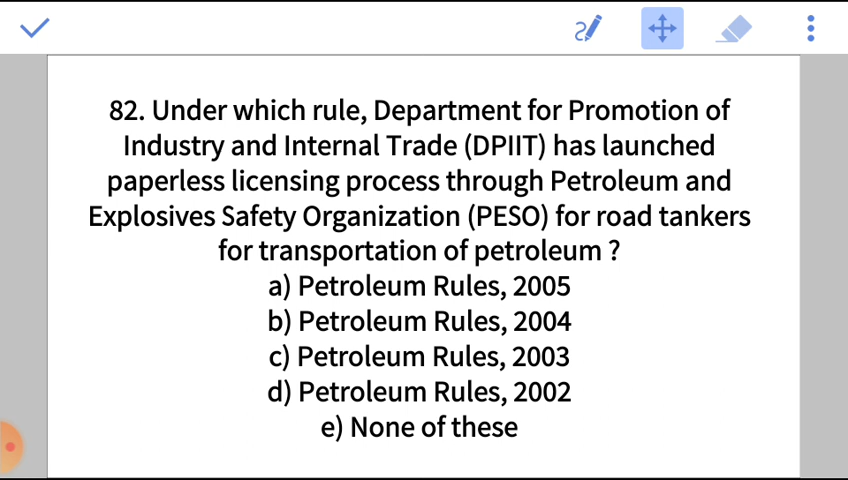 82. Under which rule, Department for Promotion of
Industry and Internal Trade (DPIIT) has launched
paperless licensing process through Petroleum and
Explosives Safety Organization (PESO) for road tankers
for transportation of petroleum ?
a) Petroleum Rules, 2005
b) Petroleum Rules, 2004
c) Petroleum Rules, 2003
d) Petroleum Rules, 2002
e) None of these